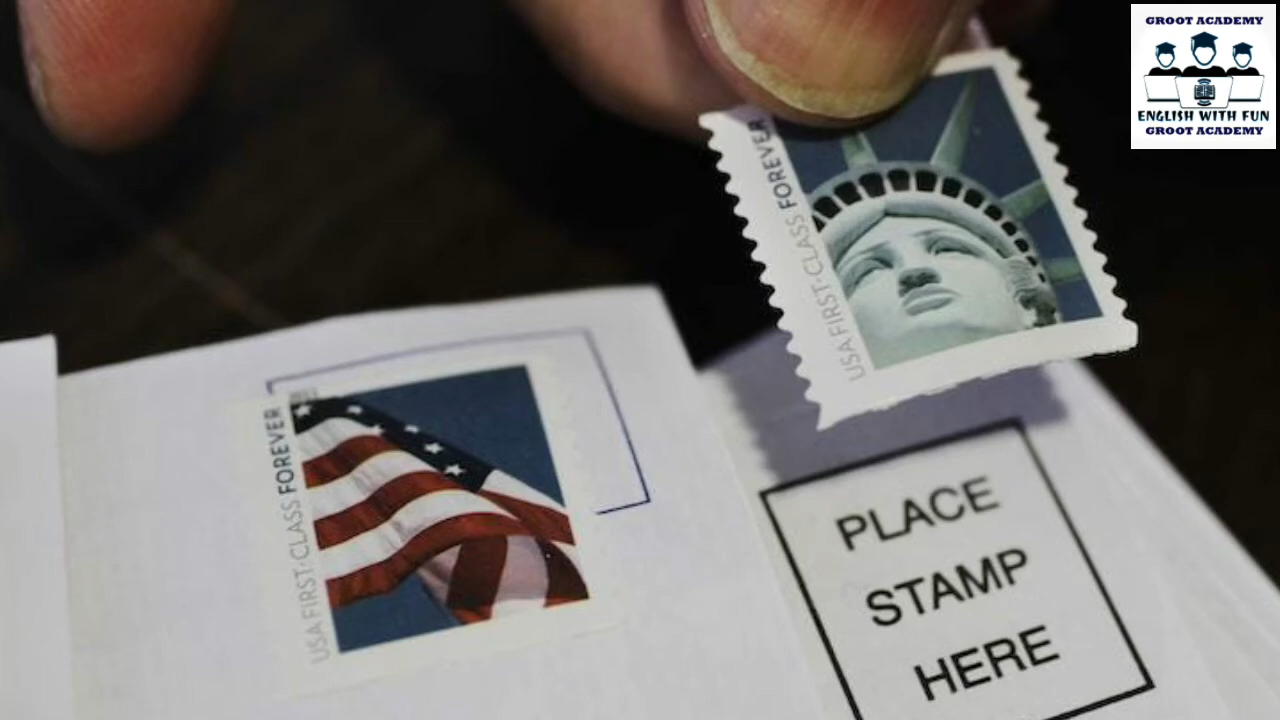 GROOT ACADEMY
ENGLISH WITH FUN
GROOT ACADEMY
USA FIRST-CLASS FOREVER
USA FIRST-CLASS FOREVER
PLACE
STAMP
HERE